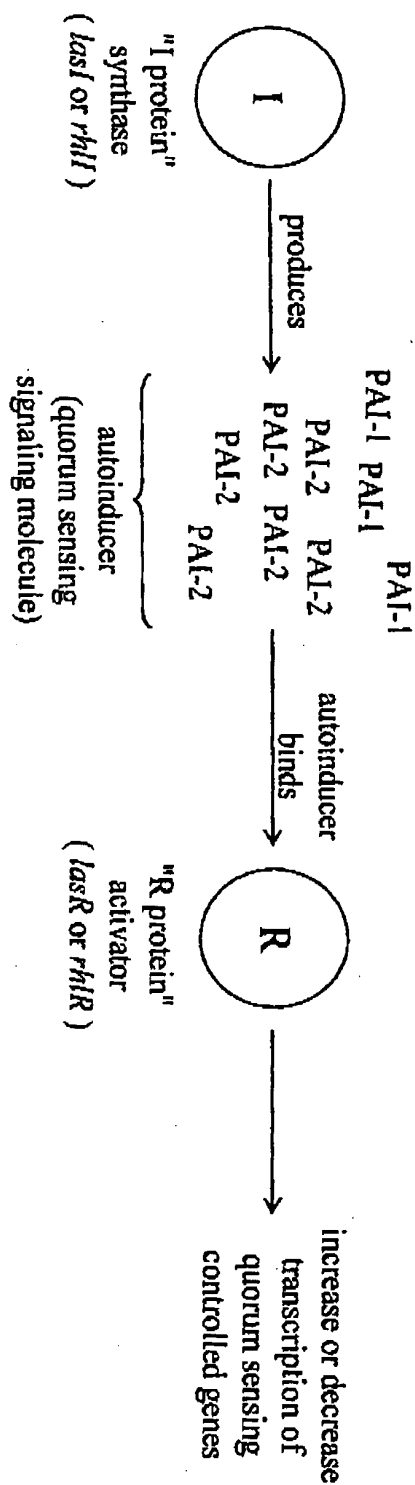 I
"I protein"
synthase
( lasI or rhlI )
produces
PAI-1
PAI-1 PAI-1
PAI-2 PAI-2
PAI-2 PAI-2
PAI-2
PAI-2
autoinducer
(quorum sensing
signaling molecule)
autoinducer
binds
R
"R protein"
activator
( lasR or rhlR )
increase or decrease
transcription of
quorum sensing
controlled genes